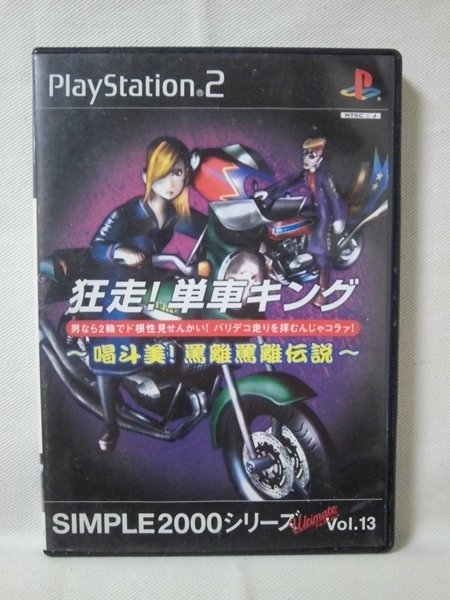 PlayStation®2
NTSC J
狂走!単車キング
男なら2輪でド根性見せんかい!バリデコ走りを拝むんじゃコラァ!
～喝斗美!罵離罵離伝説～
SIMPLE2000シリーズ Ultimate Vol.13